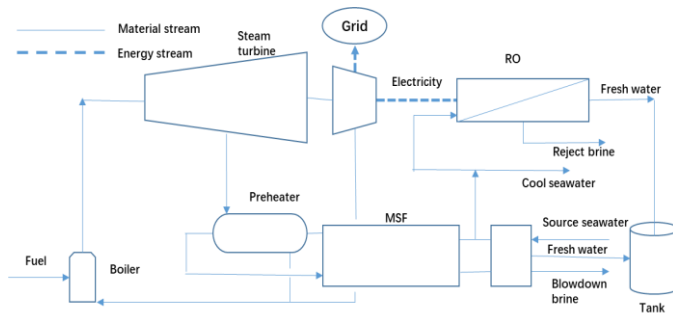 Material stream
Energy stream
Steam
turbine
Grid
Electricity
RO
Fresh water
Reject brine
Cool seawater
Preheater
MSF
Source seawater
Fresh water
Blowdown
brine
Fuel
Boiler
Tank